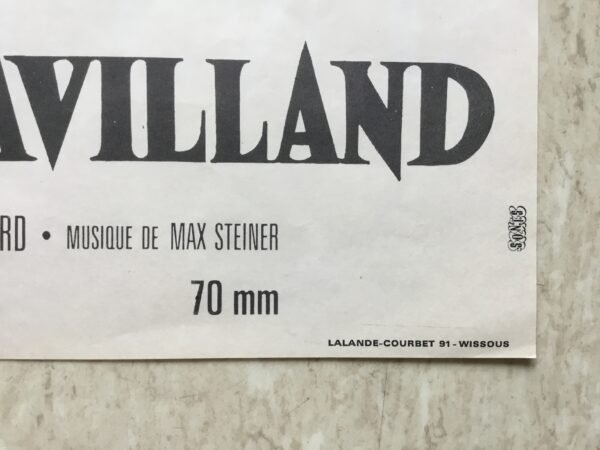 AVILLAND
RD • MUSIQUE DE MAX STEINER
70 mm
LALANDE-COURBET 91 - WISSOUS